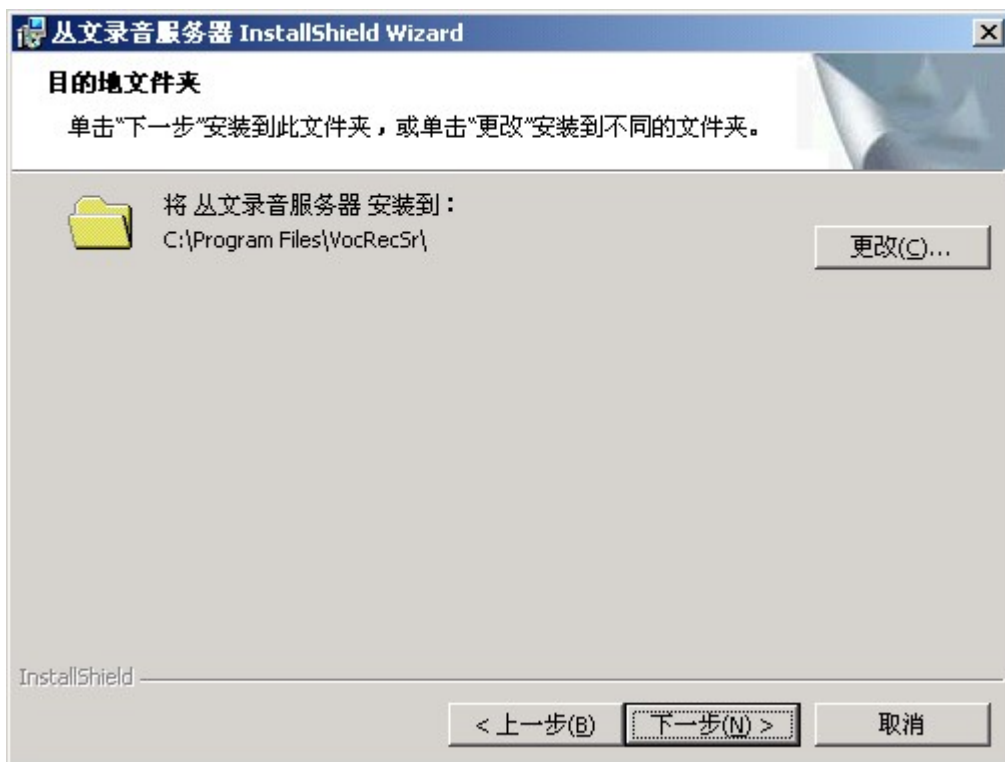 丛文录音服务器 InstallShield Wizard
目的地文件夹
单击“下一步”安装到此文件夹，或单击“更改”安装到不同的文件夹。
将 丛文录音服务器 安装到：
C:\Program Files\VocRecSr\
更改(C)...
InstallShield
< 上一步(B)
下一步(N) >
取消